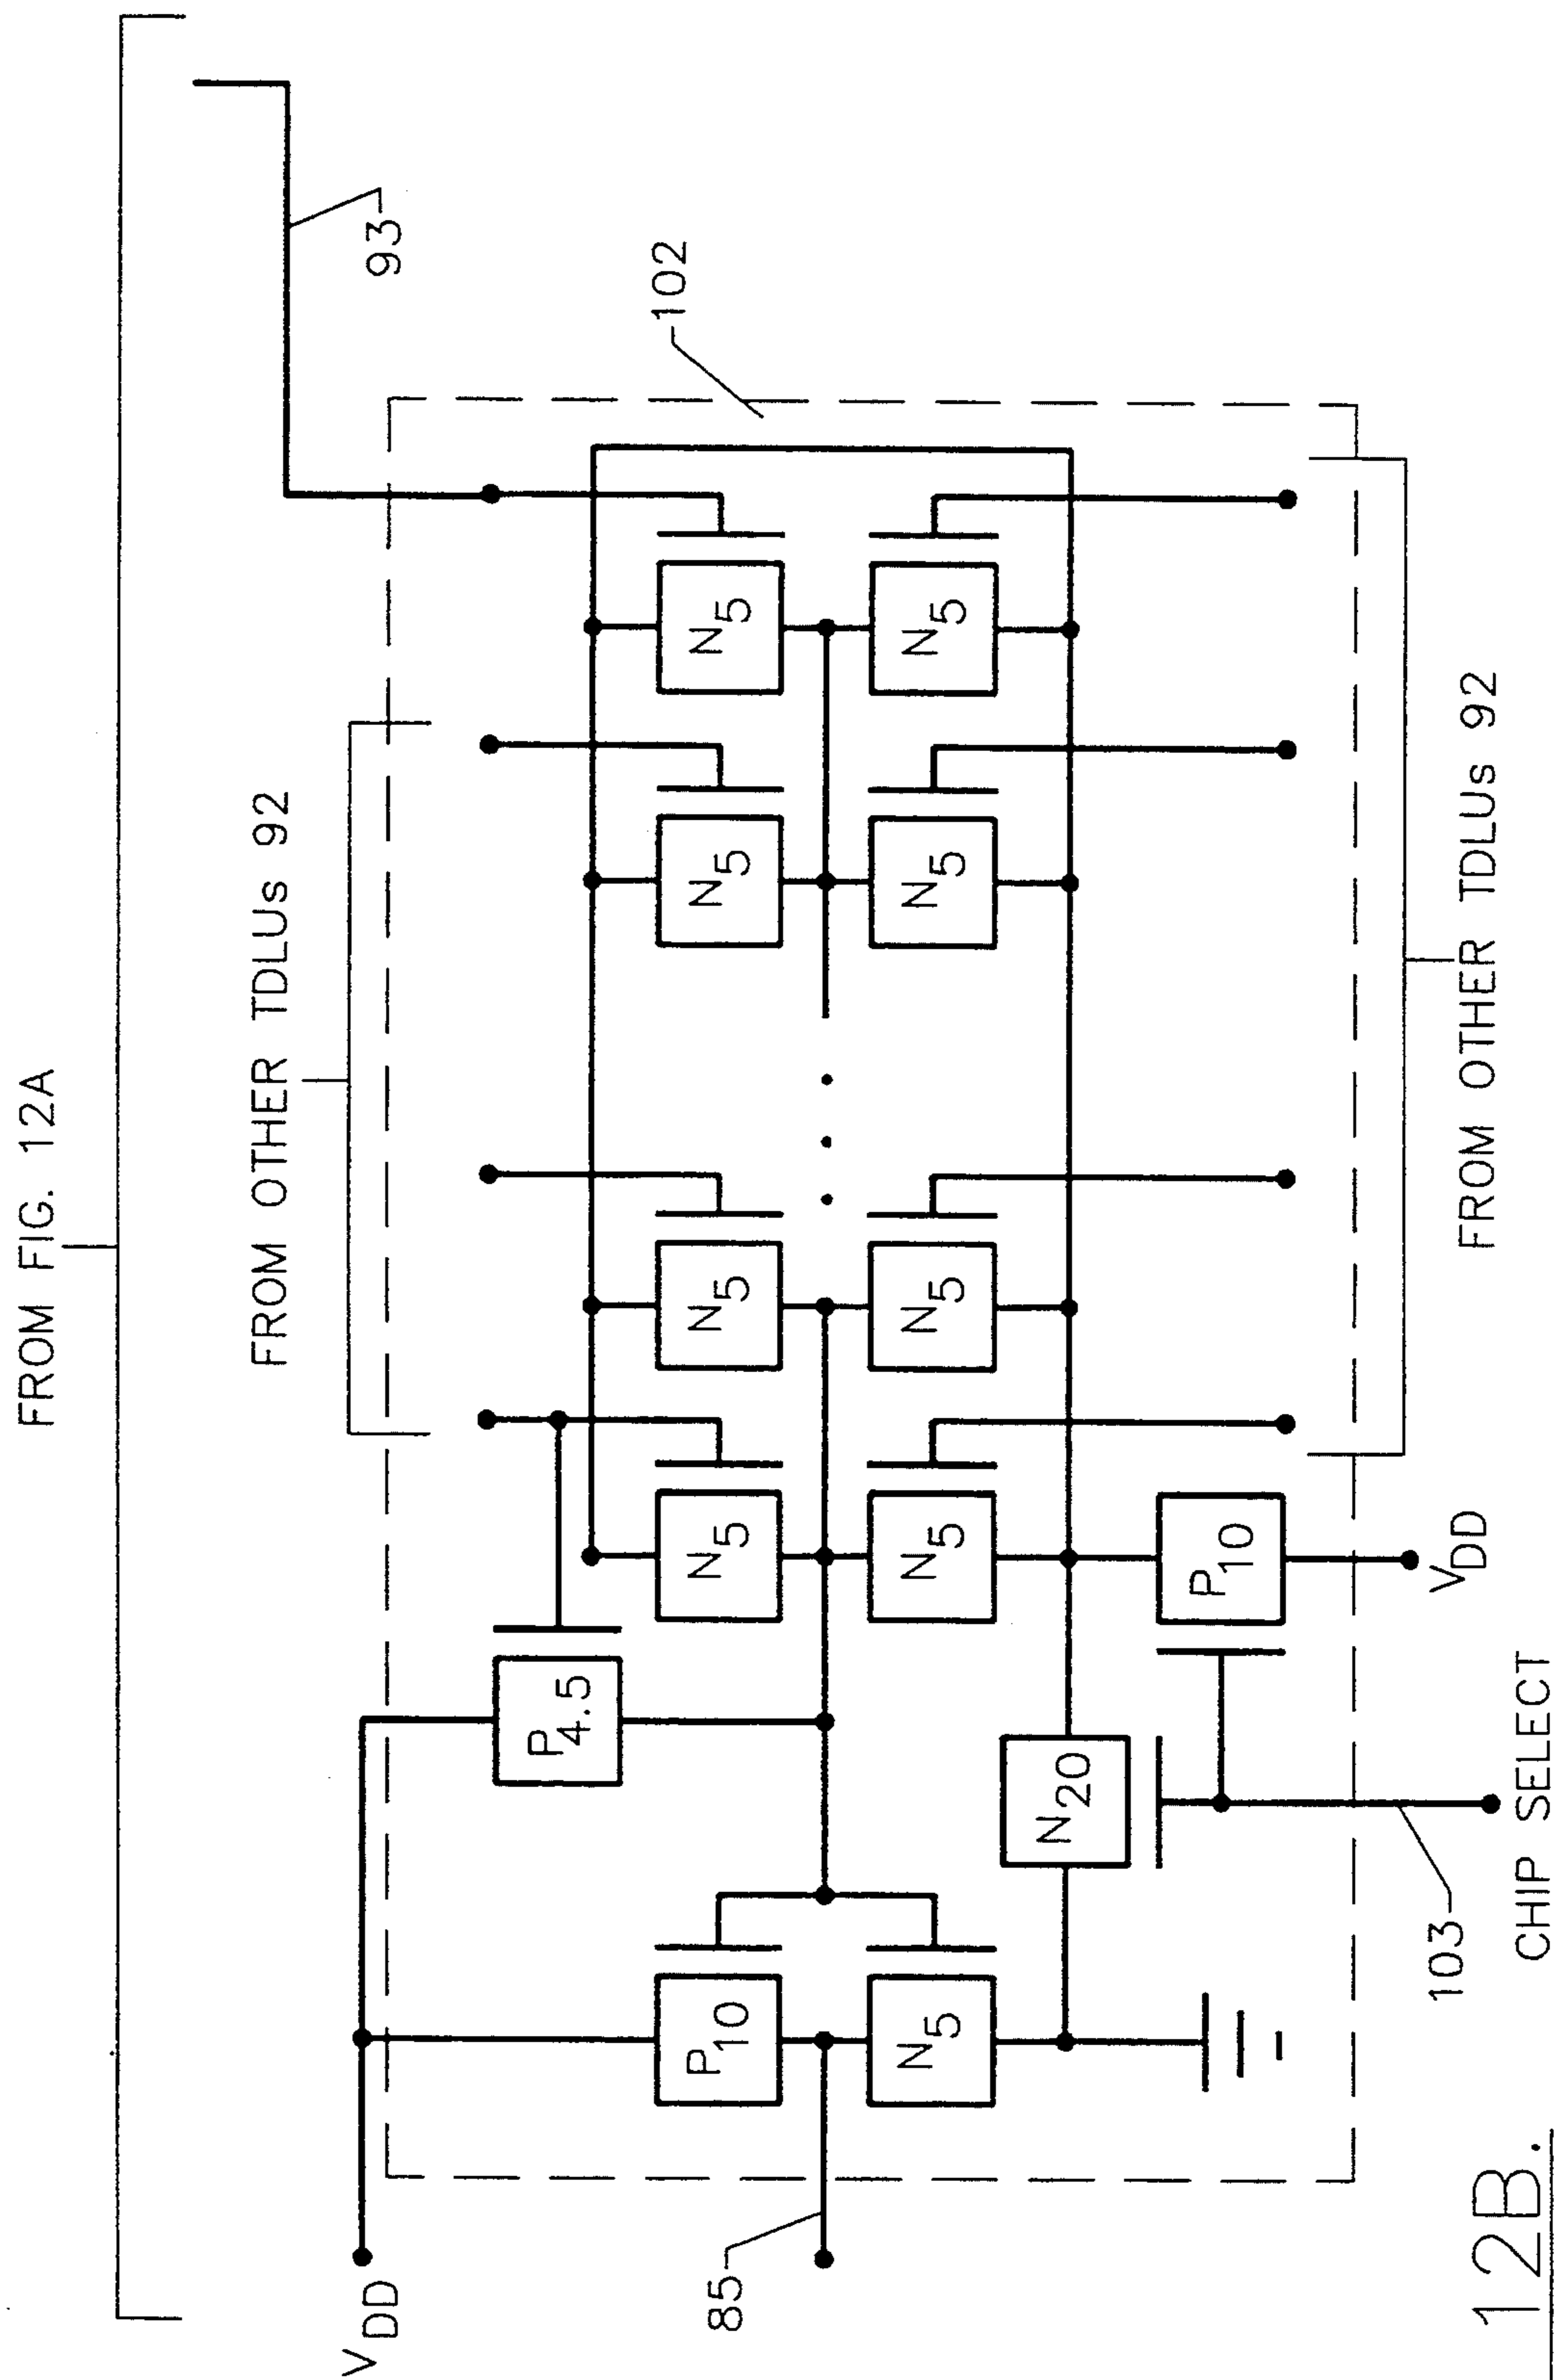 FROM FIG. 12A
93
FROM OTHER TDLUs 92
102
VDD
P4.5
N5
N5
N5
N5
P10
85
N5
N5
N5
N5
N5
N20
P10
VDD
103
CHIP SELECT
FROM OTHER TDLUs 92
12B.